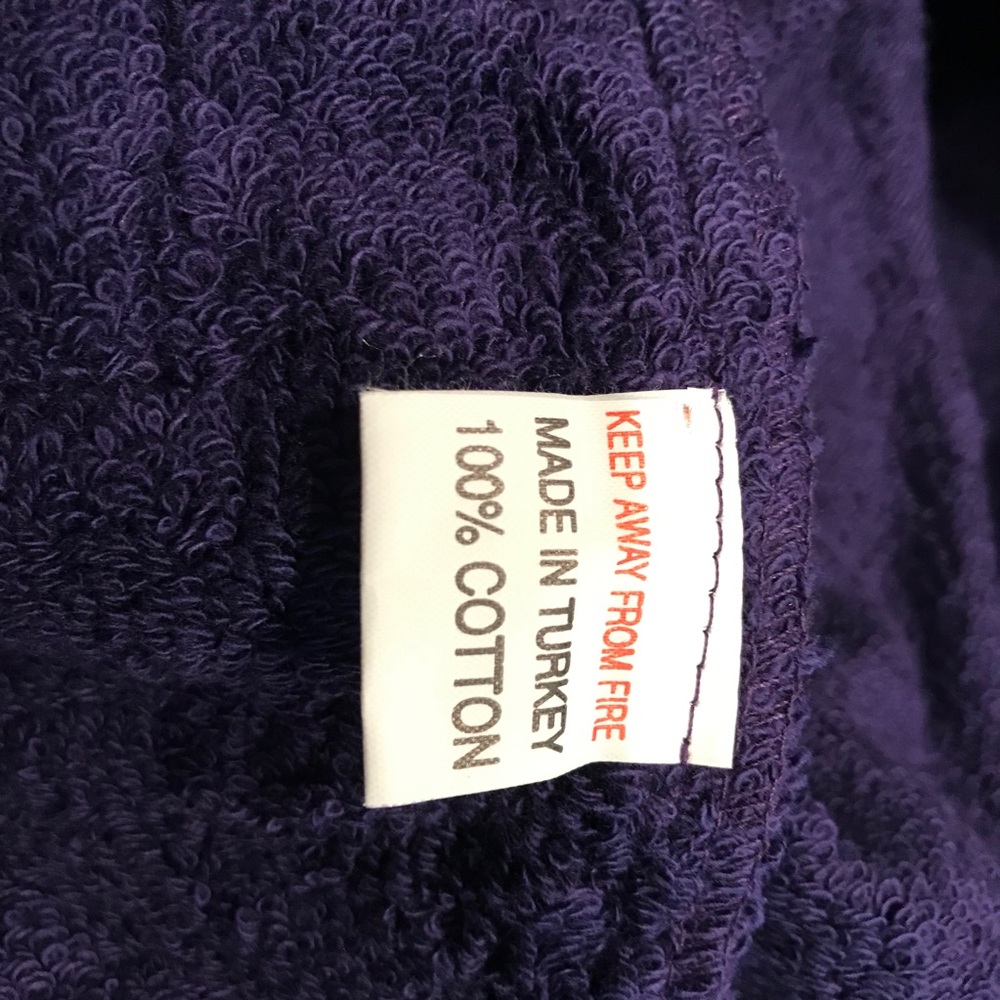 KEEP AWAY FROM FIRE
MADE IN TURKEY
100% COTTON